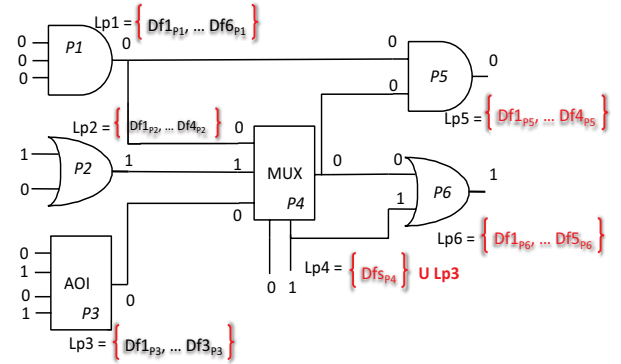 Lp1 = { Df1P1, ... Df6P1 }
0
0
0
P1
0
0
0
P5
0
Lp5 = { Df1P5, ... Df4P5 }
Lp2 = { Df1P2, ... Df4P2 }
1
0
P2
1
0
1
0
MUX
P4
0
0
1
P6
1
Lp6 = { Df1P6, ... Df5P6 }
0 1
Lp4 = { DfsP4 } U Lp3
0
1
0
1
AOI
P3
0
Lp3 = { Df1P3, ... Df3P3 }